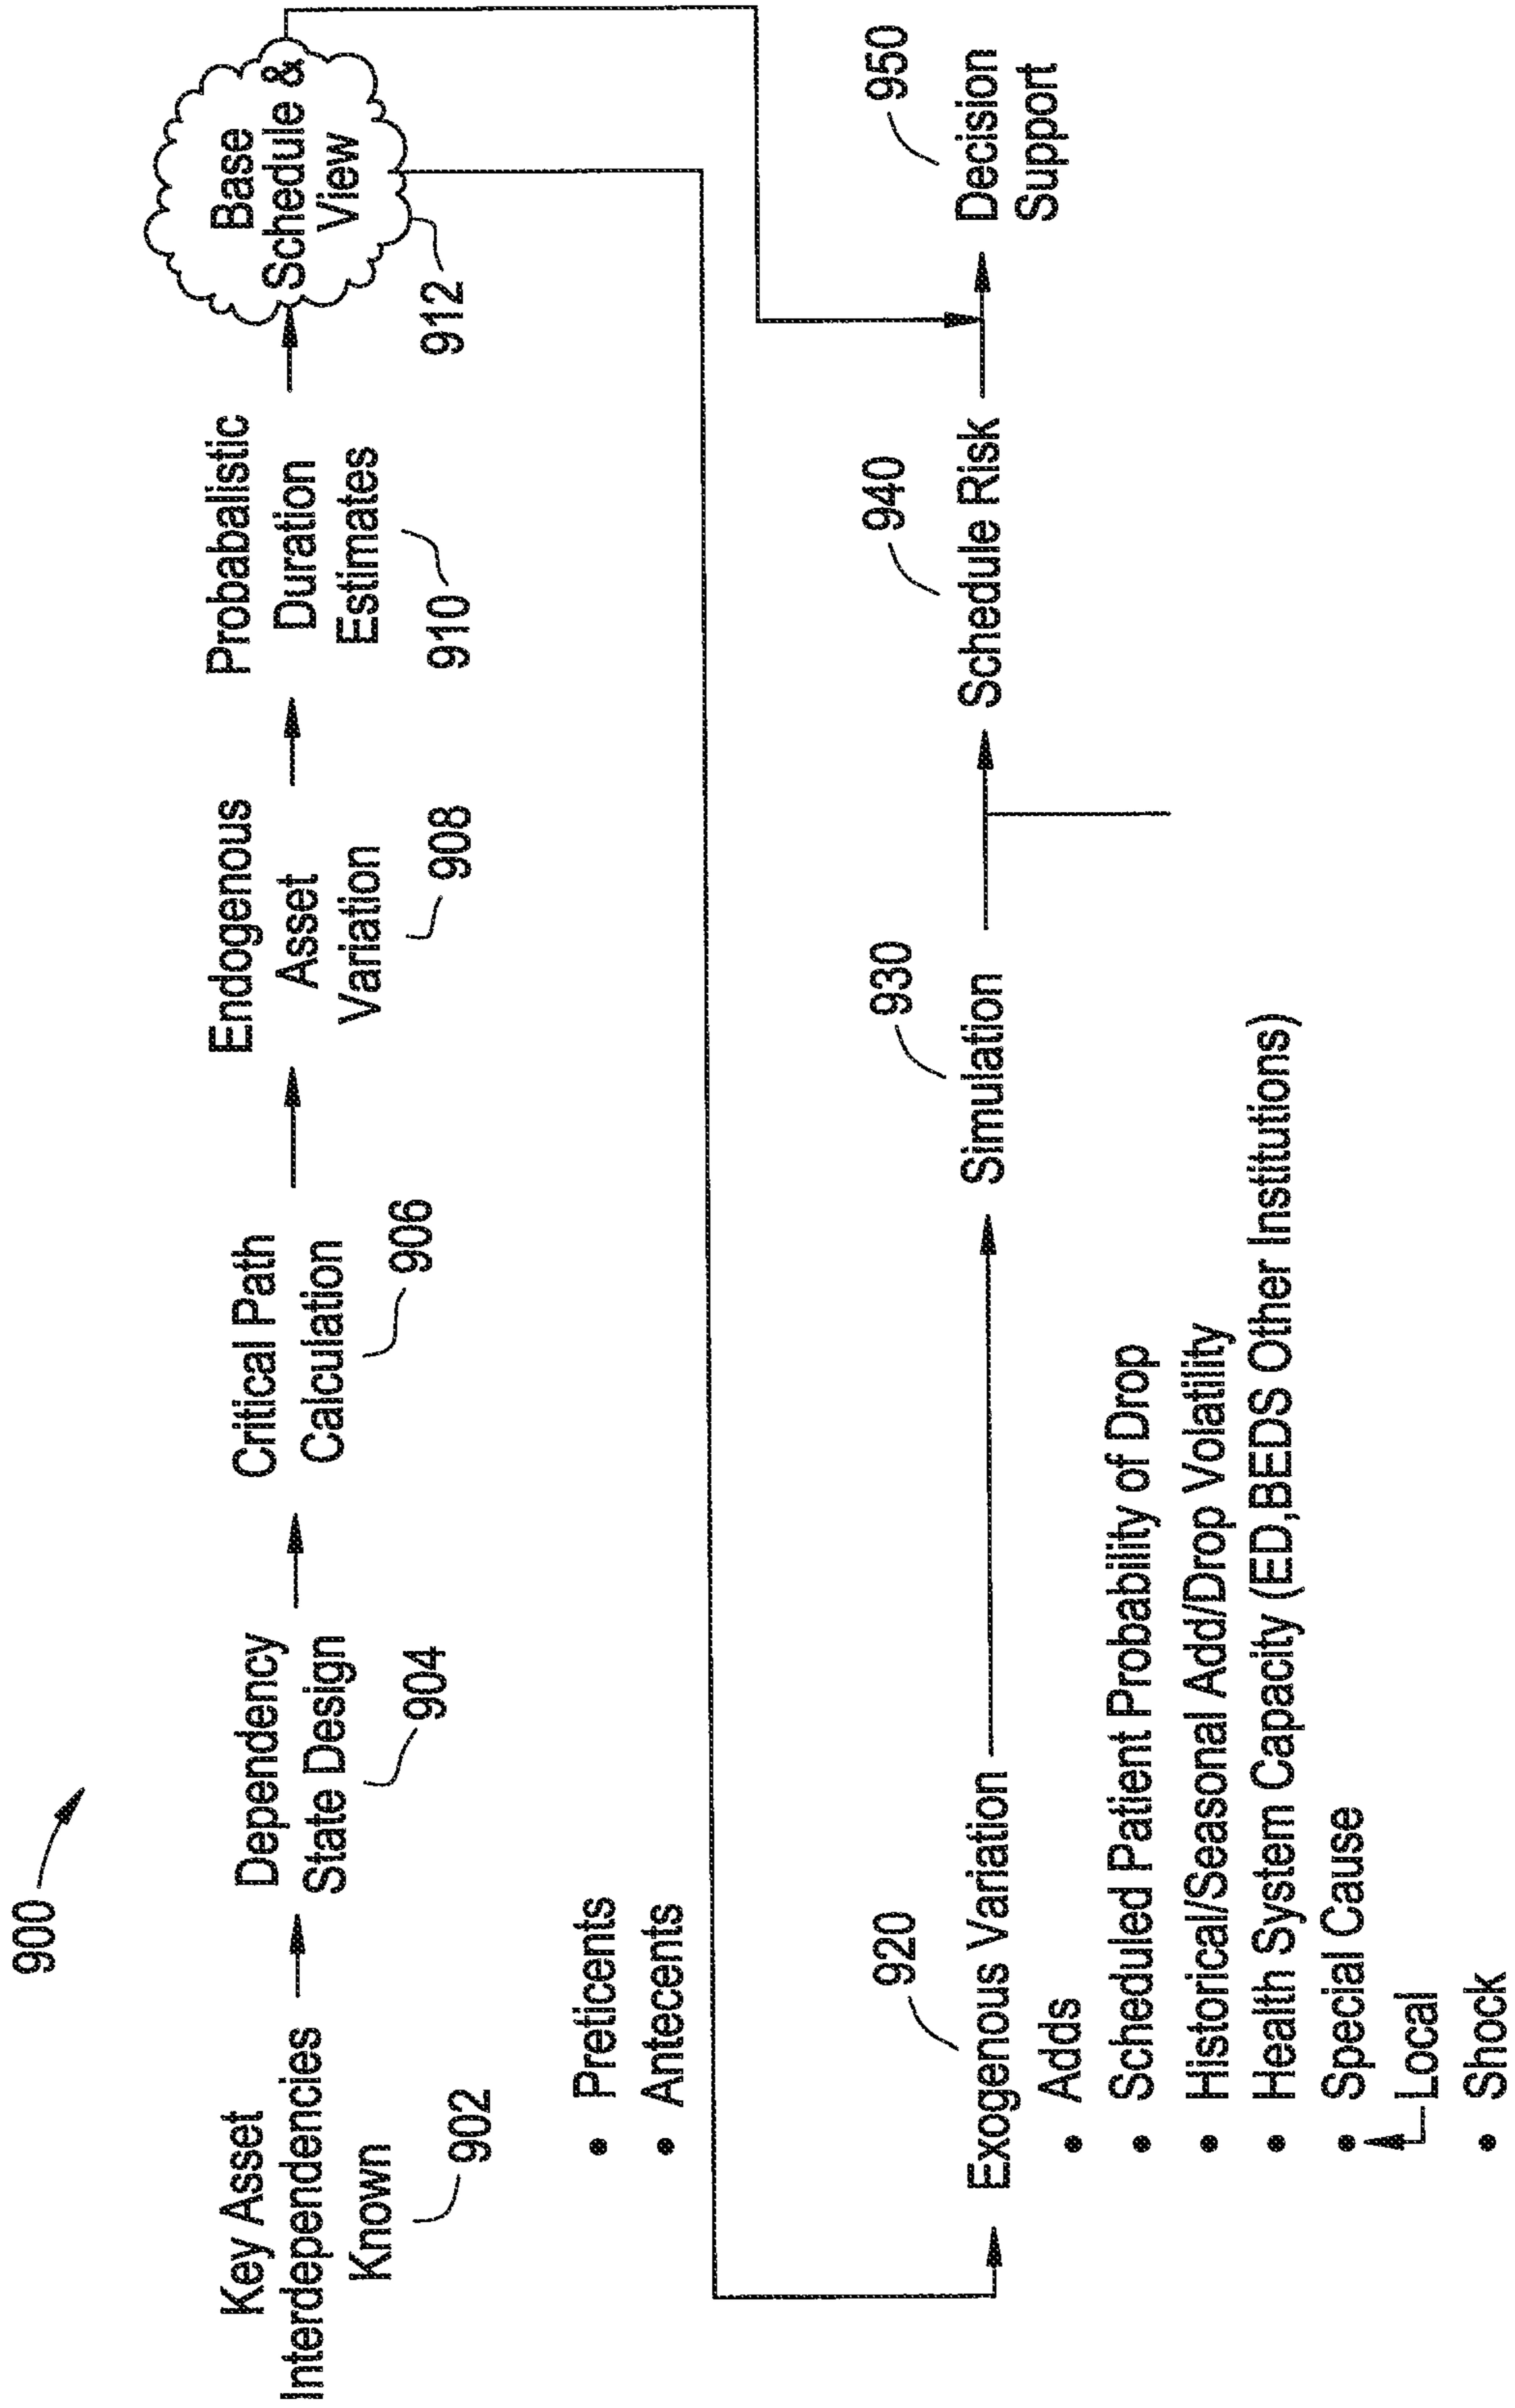 900
Key Asset
Interdependencies
Known
902
Dependency
State Design
904
Critical Path
Calculation
906
Endogenous
Asset
Variation
908
Probabalistic
Duration
Estimates
910
Base
Schedule &
View
912
• Preticents
• Antecents
920
Exogenous Variation
• Adds
• Scheduled Patient Probability of Drop
• Historical/Seasonal Add/Drop Volatility
• Health System Capacity (ED,BEDS Other Institutions)
• Special Cause
Local
• Shock
930
Simulation
940
Schedule Risk
950
Decision
Support